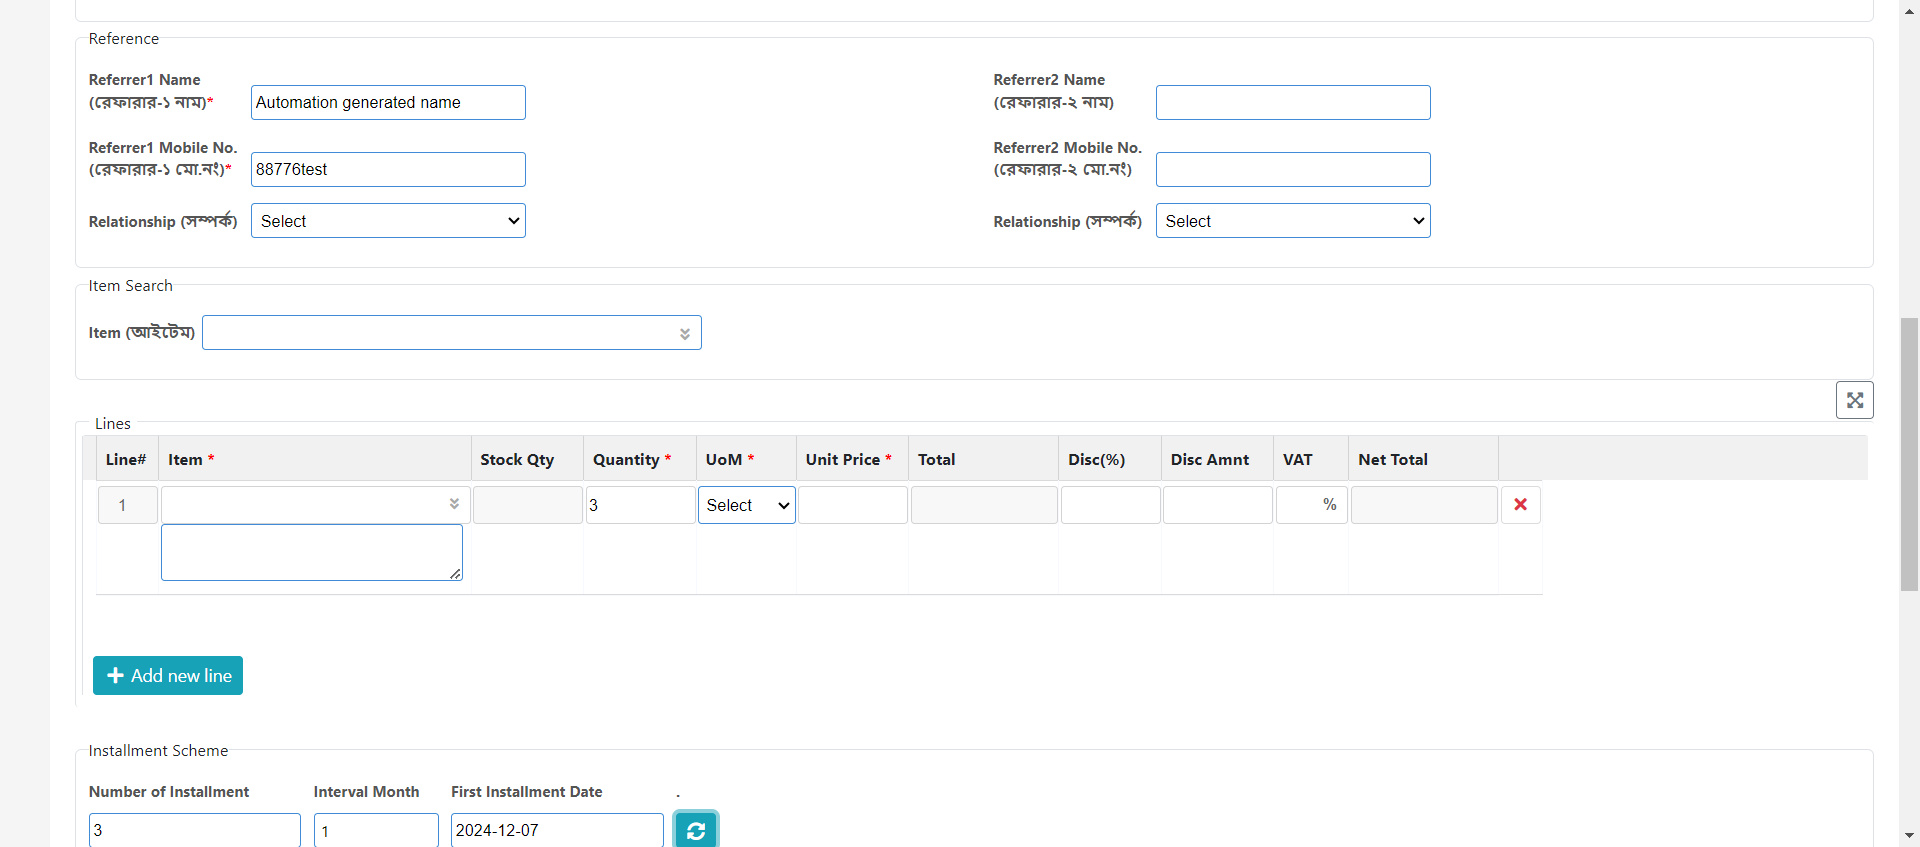 Reference
Referrer1 Name
(রেফারার-১ নাম)*
Automation generated name
Referrer2 Name
(রেফারার-২ নাম)
Referrer1 Mobile No.
(রেফারার-১ মো.নং)*
88776test
Referrer2 Mobile No.
(রেফারার-২ মো.নং)
Relationship (সম্পর্ক)
Select
Relationship (সম্পর্ক)
Select
Item Search
Item (আইটেম)
Lines
Line# Item * Stock Qty Quantity * UoM * Unit Price * Total Disc(%) Disc Amnt VAT Net Total
1 3 Select %
Add new line
Installment Scheme
Number of Installment Interval Month First Installment Date .
3 1 2024-12-07